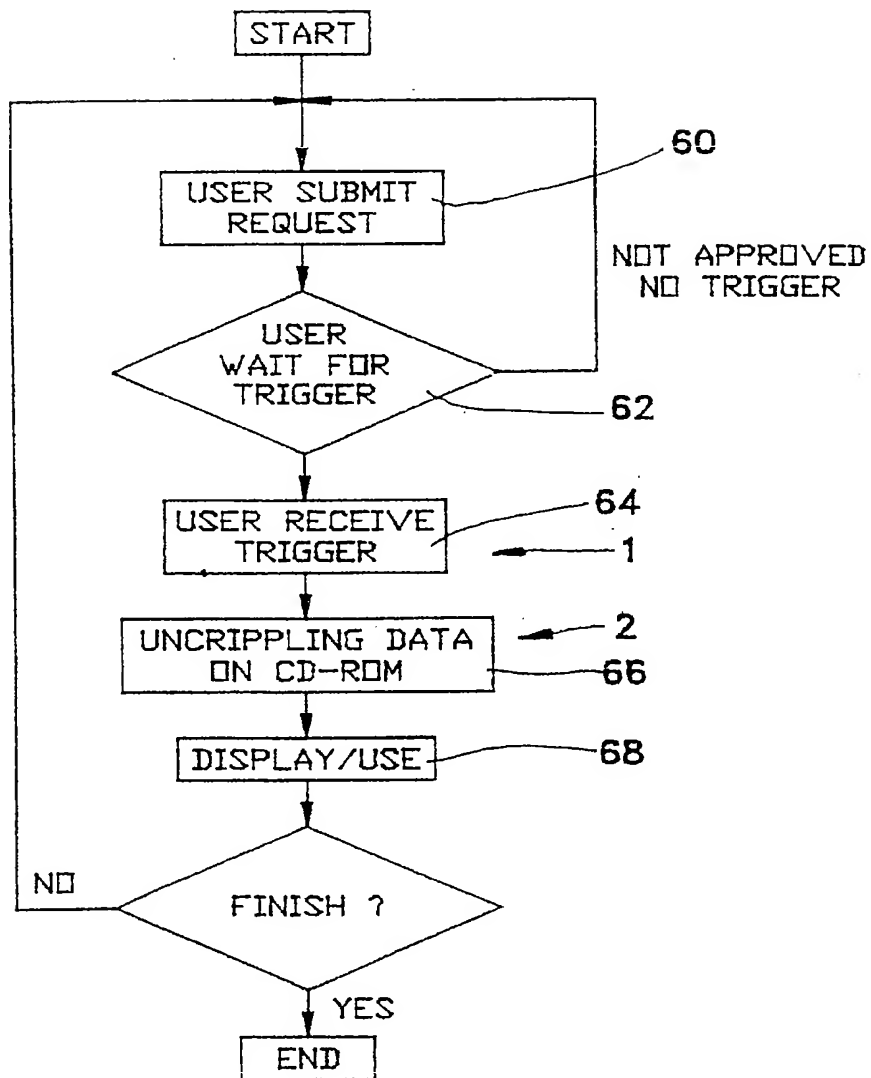 START
60
USER SUBMIT
REQUEST
NOT APPROVED
NO TRIGGER
USER
WAIT FOR
TRIGGER
62
64
USER RECEIVE
TRIGGER
1
2
UNCRIPPLING DATA
ON CD-ROM
66
DISPLAY/USE
68
NO
FINISH ?
YES
END